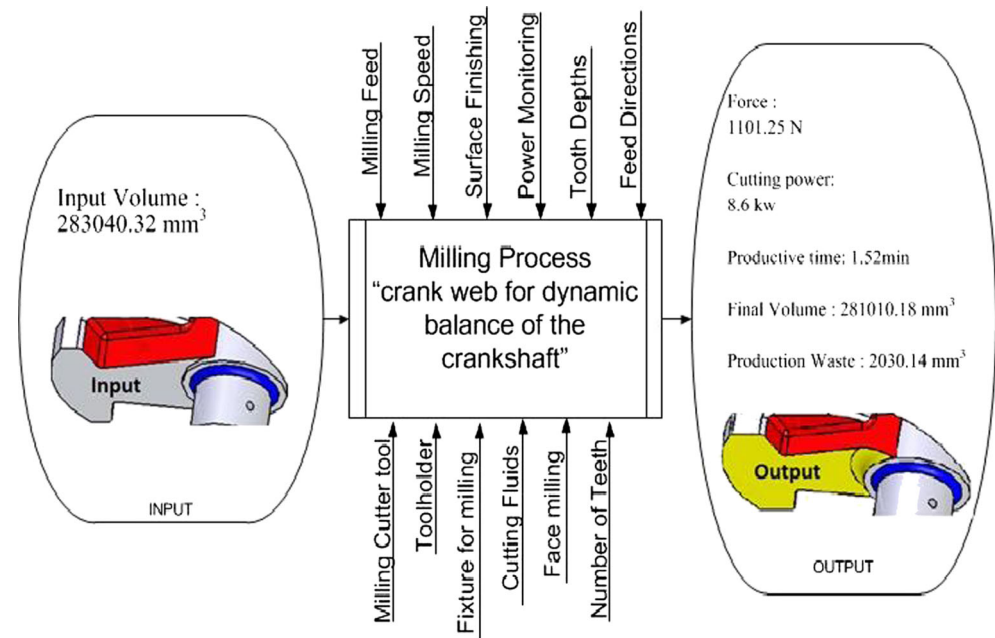 Milling Feed
Milling Speed
Surface Finishing
Power Monitoring
Tooth Depths
Feed Directions
Input Volume :
283040.32 mm³
Input
INPUT
Milling Process
“crank web for dynamic
balance of the
crankshaft”
Milling Cutter tool
Toolholder
Fixture for milling
Cutting Fluids
Face milling
Number of Teeth
Force :
1101.25 N
Cutting power:
8.6 kw
Productive time: 1.52min
Final Volume : 281010.18 mm³
Production Waste : 2030.14 mm³
Output
OUTPUT